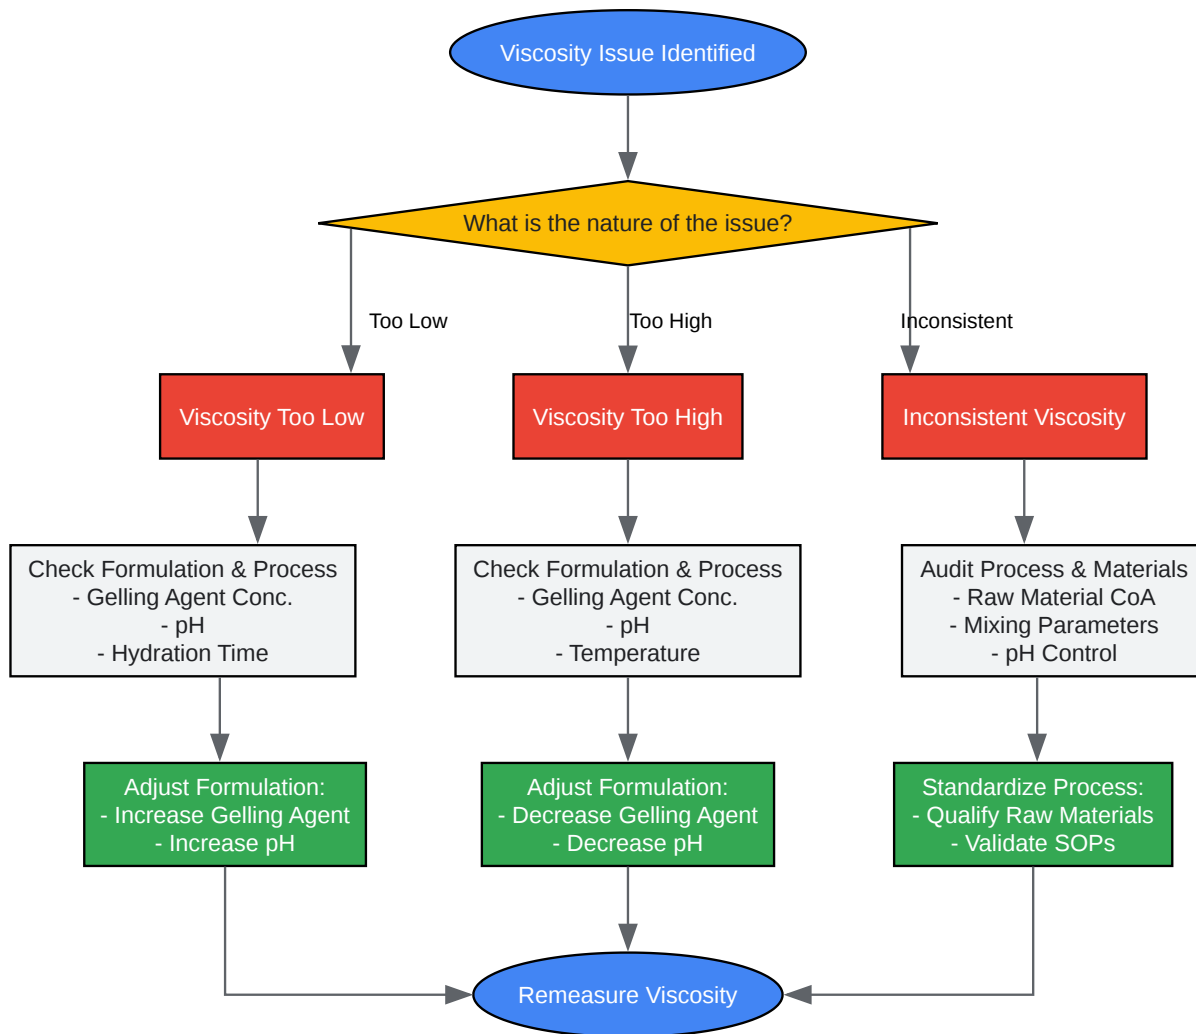 Viscosity Issue Identified
What is the nature of the issue?
Too Low
Too High
Inconsistent
Viscosity Too Low
Viscosity Too High
Inconsistent Viscosity
Check Formulation & Process
- Gelling Agent Conc.
- pH
- Hydration Time
Check Formulation & Process
- Gelling Agent Conc.
- pH
- Temperature
Audit Process & Materials
- Raw Material CoA
- Mixing Parameters
- pH Control
Adjust Formulation:
- Increase Gelling Agent
- Increase pH
Adjust Formulation:
- Decrease Gelling Agent
- Decrease pH
Standardize Process:
- Qualify Raw Materials
- Validate SOPs
Remeasure Viscosity